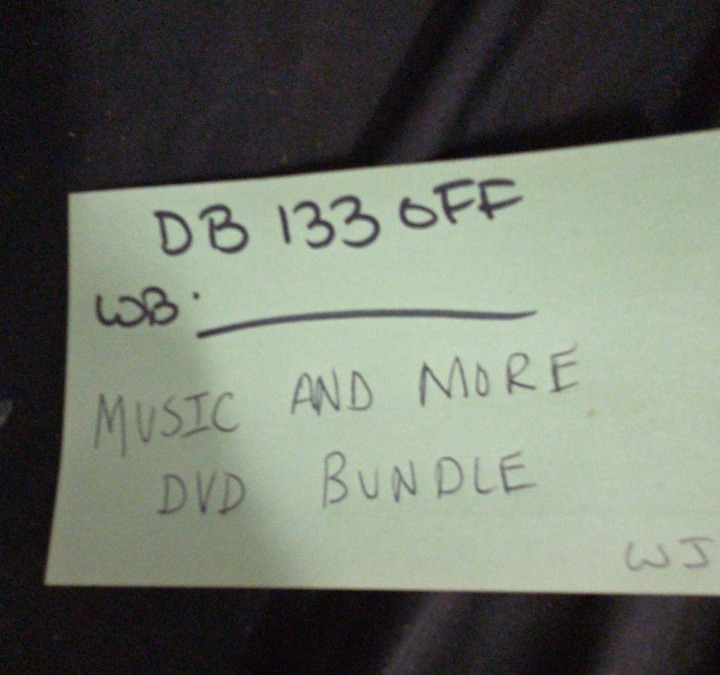 DB 133 OFF
WB.
MUSIC AND MORE
DVD BUNDLE
WJ